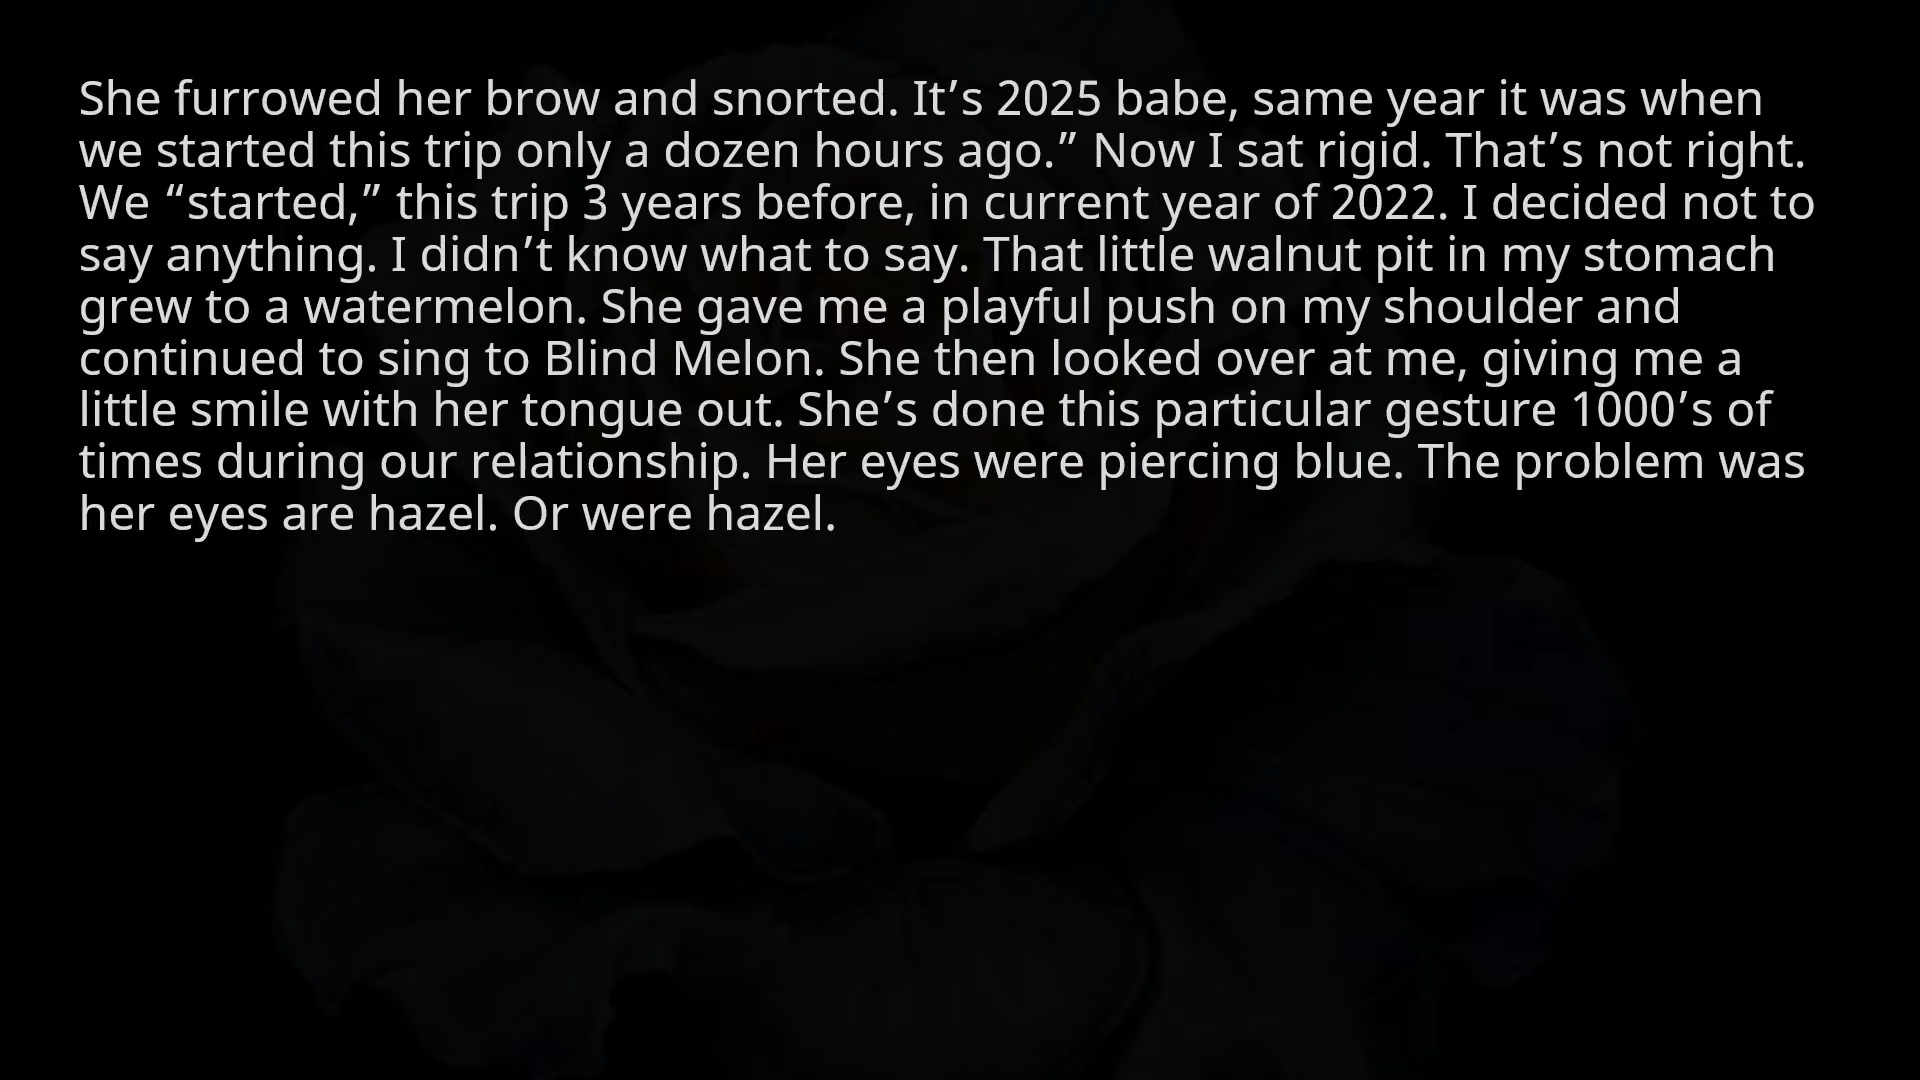 She furrowed her brow and snorted. It’s 2025 babe, same year it was when
we started this trip only a dozen hours ago.” Now I sat rigid. That’s not right.
We “started,” this trip 3 years before, in current year of 2022. I decided not to
say anything. I didn’t know what to say. That little walnut pit in my stomach
grew to a watermelon. She gave me a playful push on my shoulder and
continued to sing to Blind Melon. She then looked over at me, giving me a
little smile with her tongue out. She’s done this particular gesture 1000’s of
times during our relationship. Her eyes were piercing blue. The problem was
her eyes are hazel. Or were hazel.